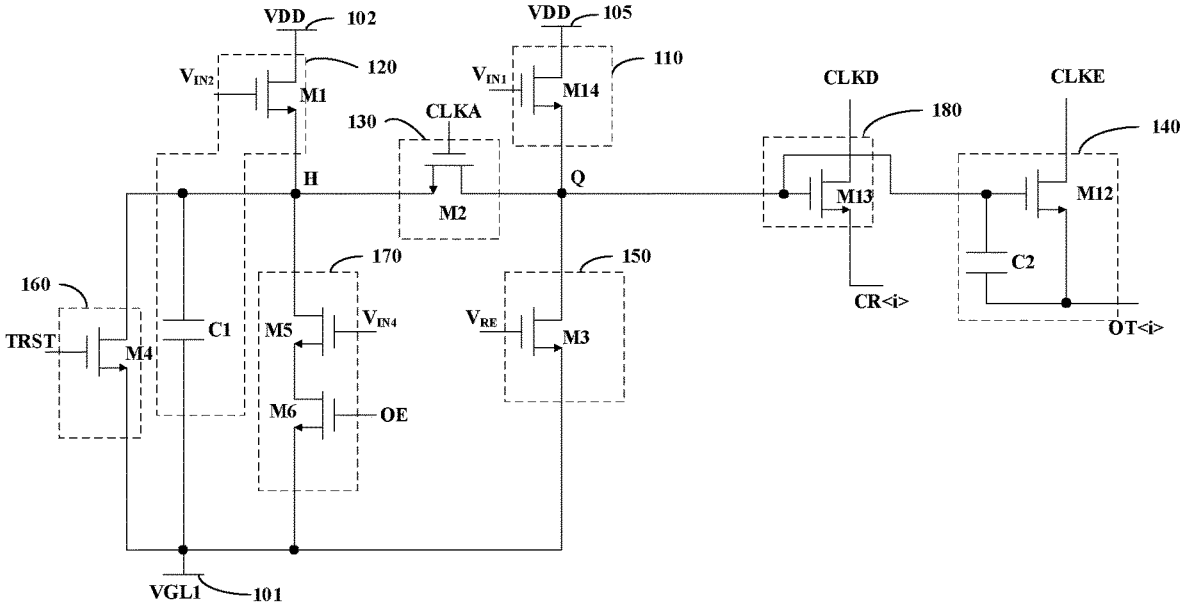 VDD 102
VDD 105
V_IN2 120
V_IN1 110
M1
M14
CLKD
CLKE
130 CLKA
180
140
H
Q
M2
M13
M12
C2
170
150
160
CR<i>
OT<i>
TRST M4
C1
M5 V_IN4
V_RE M3
M6 OE
VGL1 101